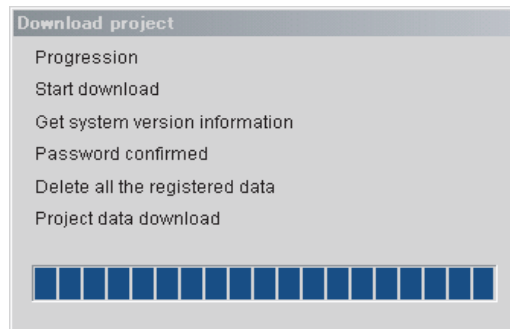 Download project
Progression
Start download
Get system version information
Password confirmed
Delete all the registered data
Project data download